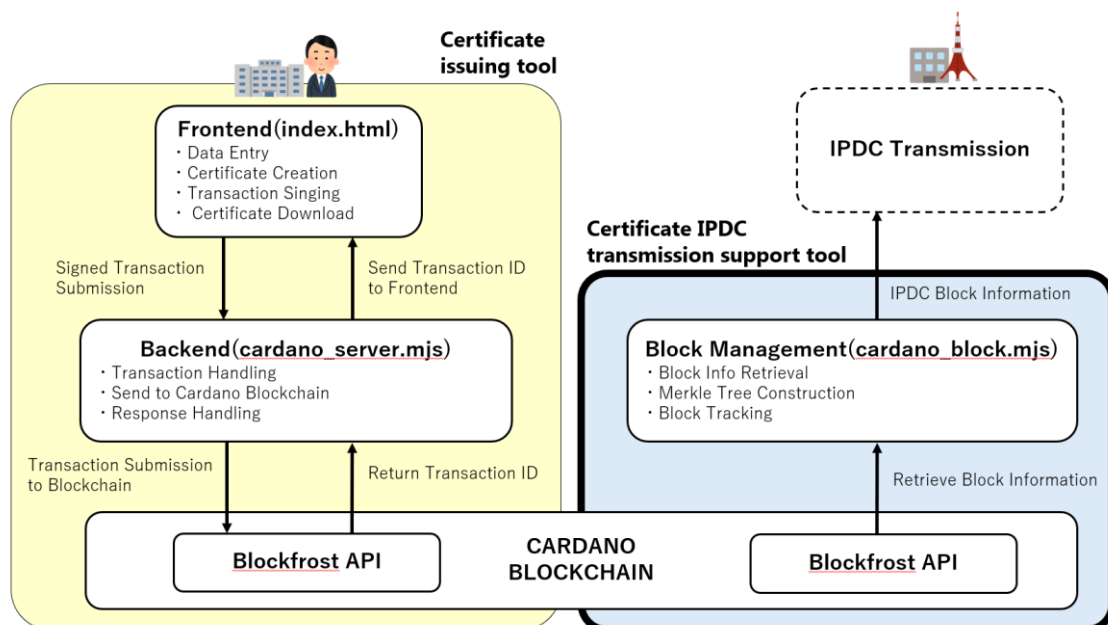 Certificate
issuing tool
Frontend(index.html)
・Data Entry
・Certificate Creation
・Transaction Singing
・ Certificate Download
Signed Transaction
Submission
Send Transaction ID
to Frontend
Backend(cardano_server.mjs)
・Transaction Handling
・Send to Cardano Blockchain
・Response Handling
Transaction Submission
to Blockchain
Return Transaction ID
Blockfrost API
CARDANO
BLOCKCHAIN
IPDC Transmission
Certificate IPDC
transmission support tool
IPDC Block Information
Block Management(cardano_block.mjs)
・Block Info Retrieval
・Merkle Tree Construction
・Block Tracking
Retrieve Block Information
Blockfrost API